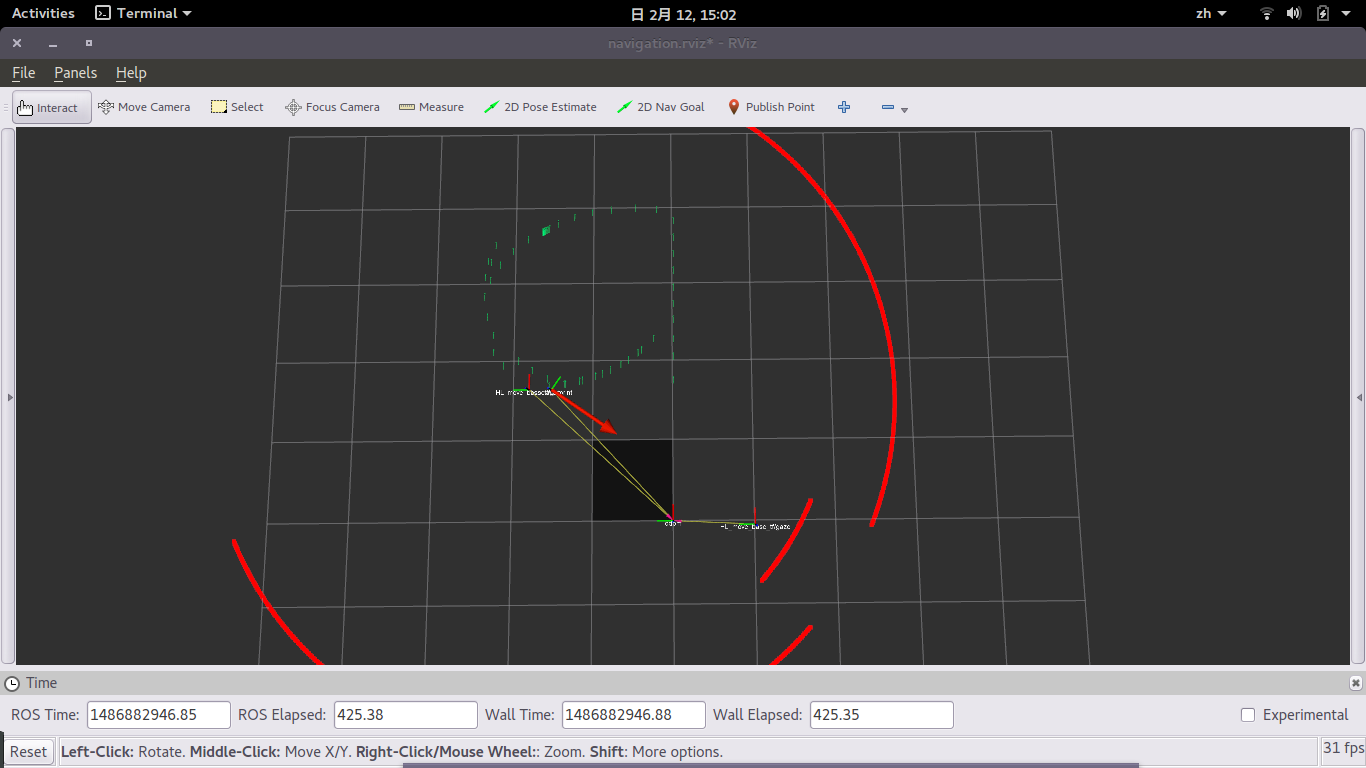 Activities Terminal 日 2月 12, 15:02 zh
navigation.rviz* - RViz
File Panels Help
Interact Move Camera Select Focus Camera Measure 2D Pose Estimate 2D Nav Goal Publish Point
odom
Time
ROS Time: 1486882946.85 ROS Elapsed: 425.38 Wall Time: 1486882946.88 Wall Elapsed: 425.35 Experimental
Reset Left-Click: Rotate. Middle-Click: Move X/Y. Right-Click/Mouse Wheel:: Zoom. Shift: More options. 31 fps